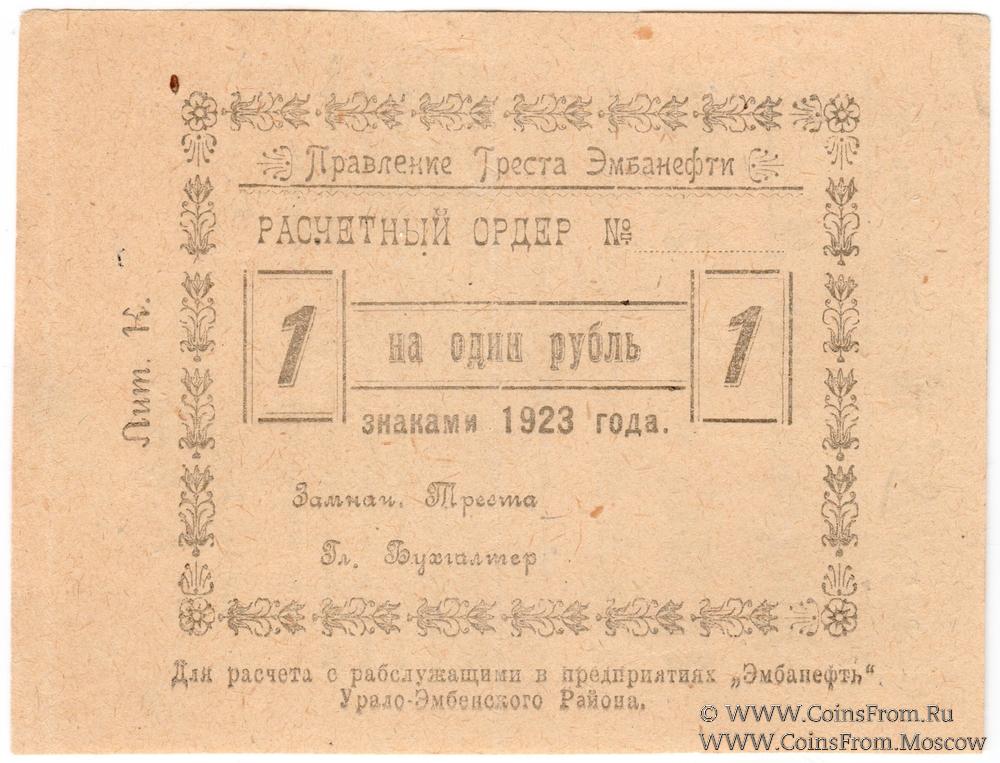 Правление Треста Эмбанефти
РАСЧЕТНЫЙ ОРДЕР №
1 на один рубль 1
знаками 1923 года.
Лит. К.
Замнач. Треста
Гл. Бухгалтер
Для расчета с рабслужащими в предприятиях „Эмбанефть“
Урало-Эмбенского Района.
© WWW.CoinsFrom.Ru
WWW.CoinsFrom.Moscow